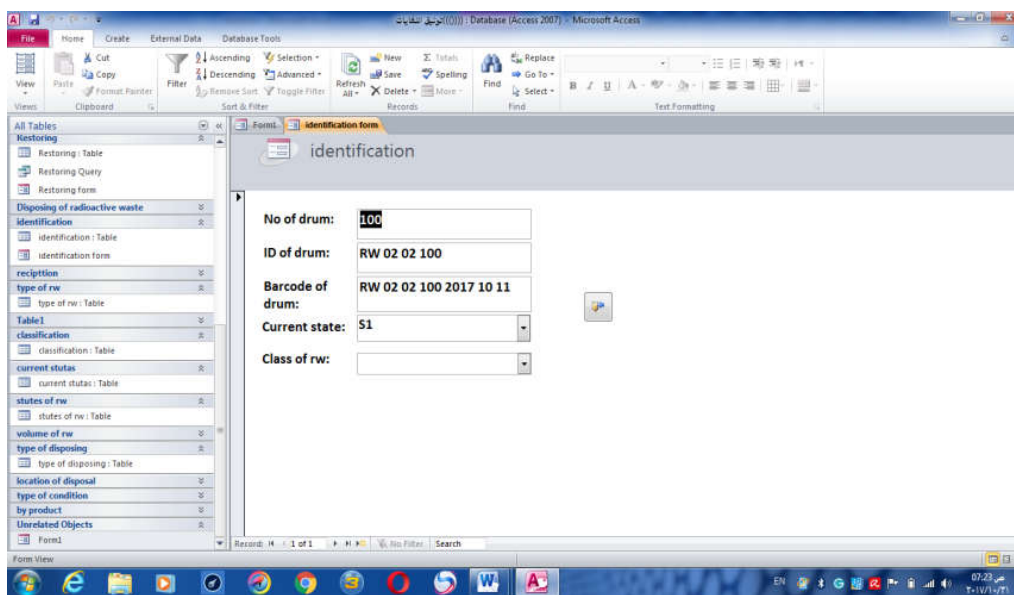 توثيق النفايات)))0) : Database (Access 2007) - Microsoft Access
File Home Create External Data Database Tools
View Paste Cut Copy Format Painter
Filter Ascending Descending Remove Sort Selection Advanced Toggle Filter
Refresh All New Save Delete Totals Spelling More
Find Replace Go To Select
B I U A
Views Clipboard Sort & Filter Records Find Text Formatting
All Tables
Restoring
Restoring : Table
Restoring Query
Restoring form
Disposing of radioactive waste
identification
identification : Table
identification form
reciption
type of rw
type of rw : Table
Table1
classification
classification : Table
current stutas
current stutas : Table
stutes of rw
stutes of rw : Table
volume of rw
type of disposing
type of disposing : Table
location of disposal
type of condition
by product
Unrelated Objects
Form1
Form1 identification form
identification
No of drum: 100
ID of drum: RW 02 02 100
Barcode of drum: RW 02 02 100 2017 10 11
Current state: S1
Class of rw:
Record: 1 of 1 No Filter Search
Form View
EN 07:23 ص